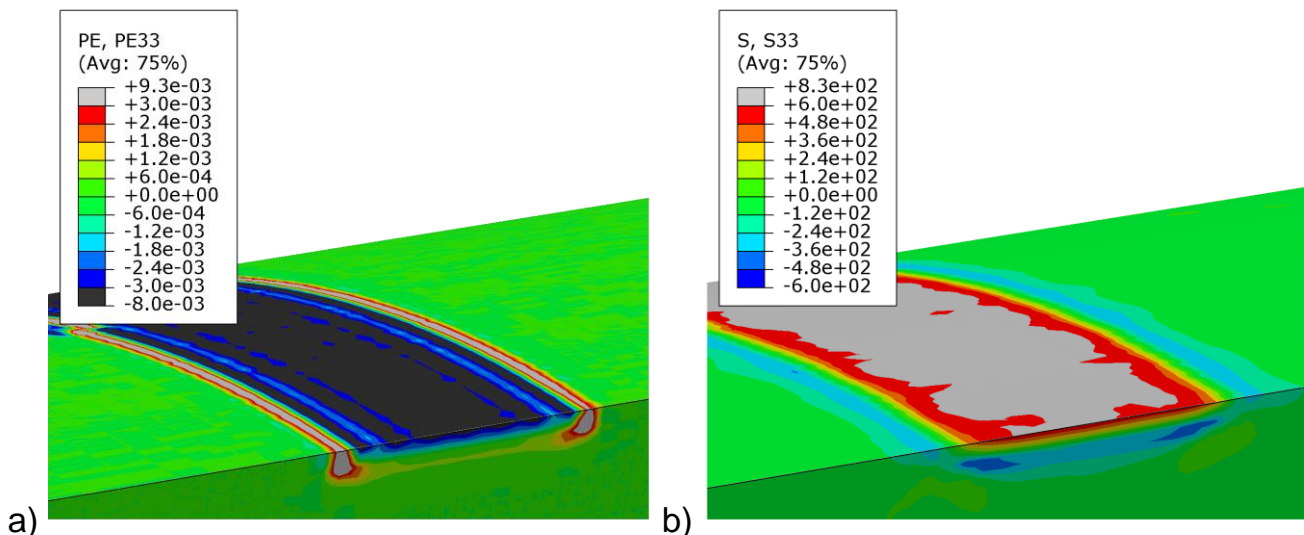 PE, PE33
(Avg: 75%)
+9.3e-03
+3.0e-03
+2.4e-03
+1.8e-03
+1.2e-03
+6.0e-04
+0.0e+00
-6.0e-04
-1.2e-03
-1.8e-03
-2.4e-03
-3.0e-03
-8.0e-03
a)
S, S33
(Avg: 75%)
+8.3e+02
+6.0e+02
+4.8e+02
+3.6e+02
+2.4e+02
+1.2e+02
+0.0e+00
-1.2e+02
-2.4e+02
-3.6e+02
-4.8e+02
-6.0e+02
b)